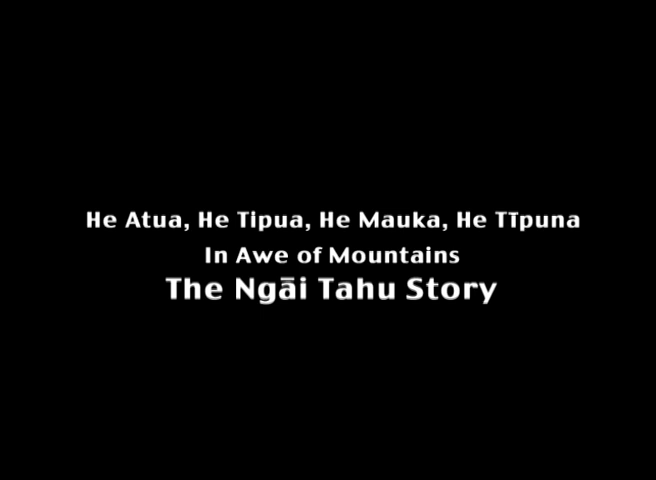 He Atua, He Tipua, He Mauka, He Tīpuna
In Awe of Mountains
The Ngāi Tahu Story